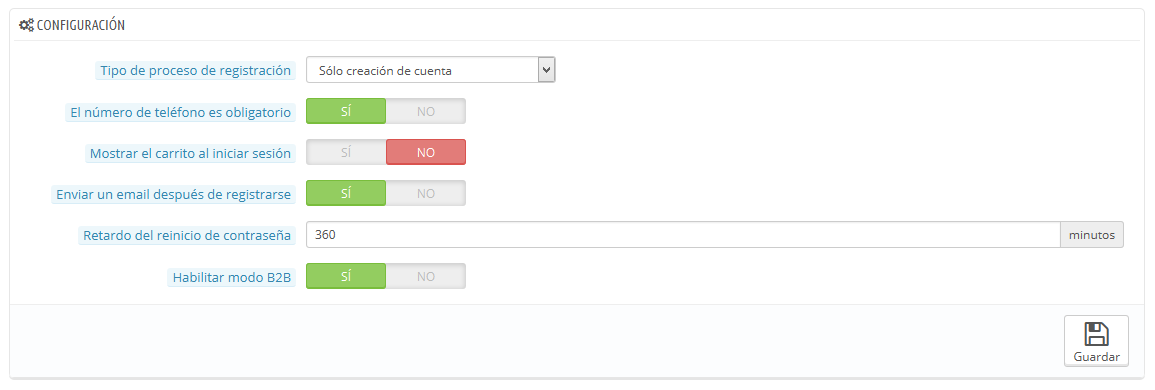 CONFIGURACIÓN
Tipo de proceso de registración Sólo creación de cuenta
El número de teléfono es obligatorio SÍ NO
Mostrar el carrito al iniciar sesión SÍ NO
Enviar un email después de registrarse SÍ NO
Retardo del reinicio de contraseña 360 minutos
Habilitar modo B2B SÍ NO
Guardar